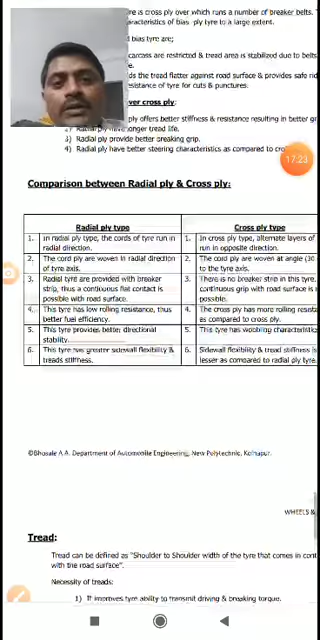 re is cross ply over which runs a number of breaker belts.
aracteristics of bias ply tyre to a large extent.
d bias tyre are;
carcass are restricted & tread area is stabilized due to belts
e.
ds the tread flatter against road surface & provides safe rid
sistance of tyre for cuts & punctures.
ver cross ply:
ply offers better stiffness & resistance resulting in better gr
2) Radial ply have longer tread life.
3) Radial ply provide better breaking grip.
4) Radial ply have better steering characteristics as compared to cro
17:23
Comparison between Radial ply & Cross ply:
Radial ply type Cross ply type
1. In radial ply type, the cords of tyre run in radial direction. 1. In cross ply type, alternate layers of run in opposite direction.
2. The cord ply are woven in radial direction of tyre axis. 2. The cord ply are woven at angle (30 to the tyre axis.
3. Radial tyre are provided with breaker strip, thus a continuous flat contact is possible with road surface. 3. There is no breaker strip in this tyre, continuous grip with road surface is possible.
4. This tyre has low rolling resistance, thus better fuel efficiency. 4. The cross ply has more rolling resista as compared to cross ply.
5. This tyre provides better directional stability. 5. This tyre has wobbling characteristic
6. This tyre has greater sidewall flexibility & treads stiffness. 6. Sidewall flexibility & tread stiffness is lesser as compared to radial ply tyre.
©Bhosale A A. Department of Automobile Engineering, New Polytechnic, Kolhapur.
WHEELS &
Tread:
Tread can be defined as "Shoulder to Shoulder width of the tyre that comes in cont
with the road surface".
Necessity of treads:
1) It improves tyre ability to transmit driving & breaking torque.